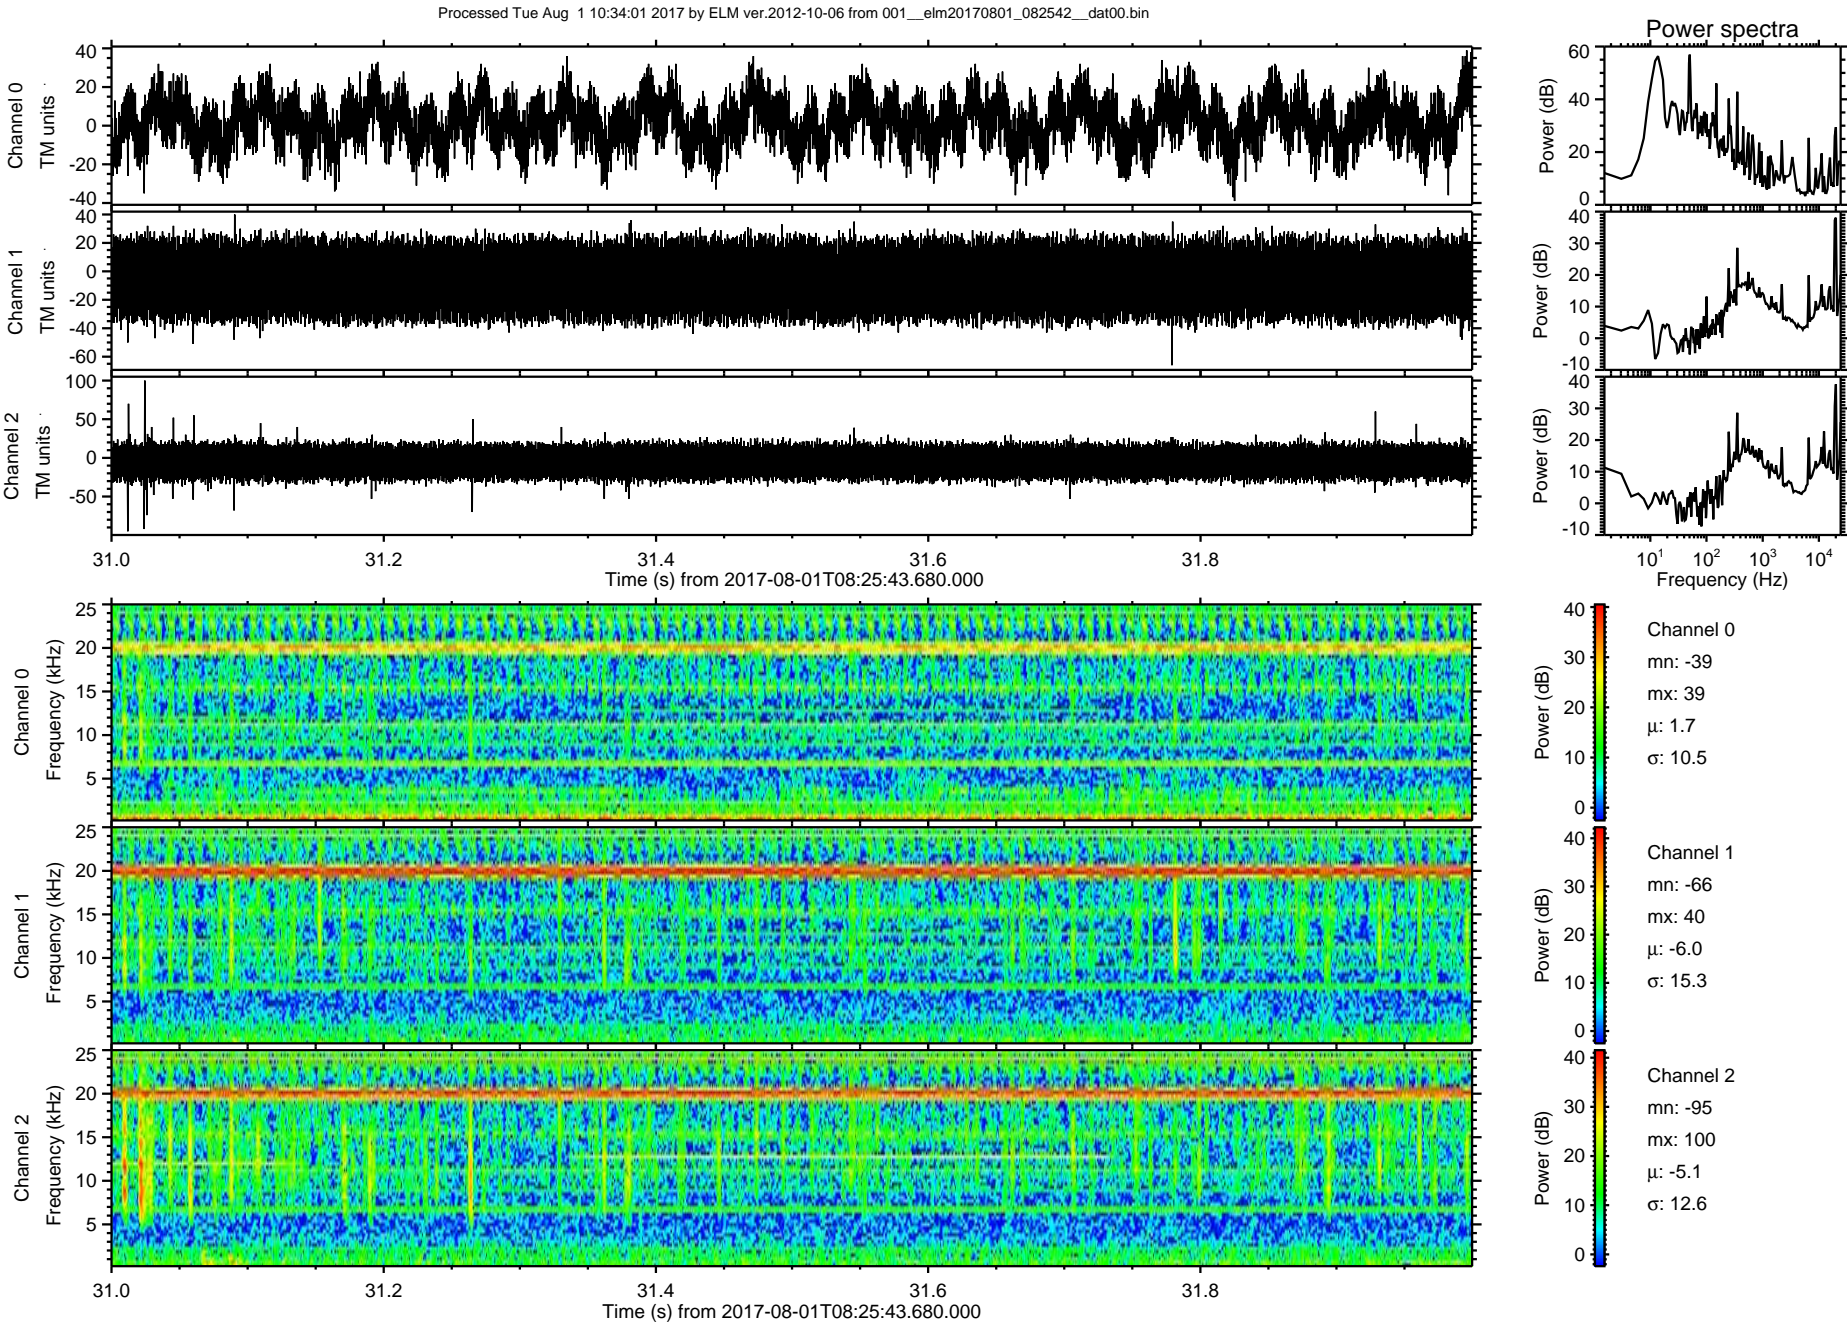 Processed Tue Aug 1 10:34:01 2017 by ELM ver.2012-10-06 from 001__elm20170801_082542__dat00.bin
Power spectra
Channel 0
TM units
40
20
0
-20
-40
Power (dB)
60
40
20
0
Channel 1
TM units
40
20
0
-20
-40
-60
Power (dB)
40
30
20
10
0
-10
Channel 2
TM units
100
50
0
-50
Power (dB)
40
30
20
10
0
-10
31.0 31.2 31.4 31.6 31.8
Time (s) from 2017-08-01T08:25:43.680.000
10^1 10^2 10^3 10^4
Frequency (Hz)
Channel 0
Frequency (kHz)
25
20
15
10
5
Power (dB)
40
30
20
10
0
Channel 0
mn: -39
mx: 39
μ: 1.7
σ: 10.5
Channel 1
Frequency (kHz)
25
20
15
10
5
Power (dB)
40
30
20
10
0
Channel 1
mn: -66
mx: 40
μ: -6.0
σ: 15.3
Channel 2
Frequency (kHz)
25
20
15
10
5
Power (dB)
40
30
20
10
0
Channel 2
mn: -95
mx: 100
μ: -5.1
σ: 12.6
31.0 31.2 31.4 31.6 31.8
Time (s) from 2017-08-01T08:25:43.680.000